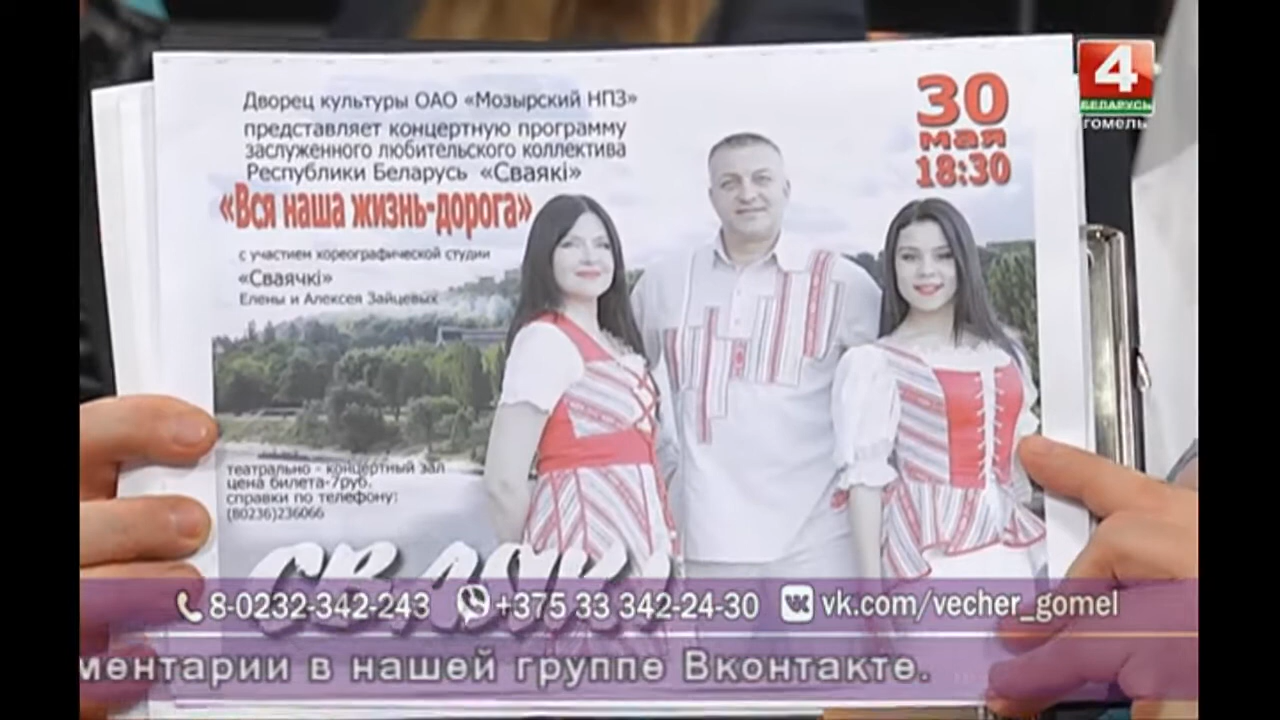 Дворец культуры ОАО «Мозырский НПЗ»
представляет концертную программу
заслуженного любительского коллектива
Республики Беларусь «Сваякі»
«Вся наша жизнь-дорога»
с участием хореографической студии
«Сваячкі»
Елены и Алексея Зайцевых
30
мая
18:30
4
БЕЛАРУСЬ
ГОМЕЛЬ
театрально - концертный зал
цена билета-7руб.
справки по телефону:
(80236)236066
СВАЯКІ
8-0232-342-243 +375 33 342-24-30 vk.com/vecher_gomel
ментарии в нашей группе Вконтакте.